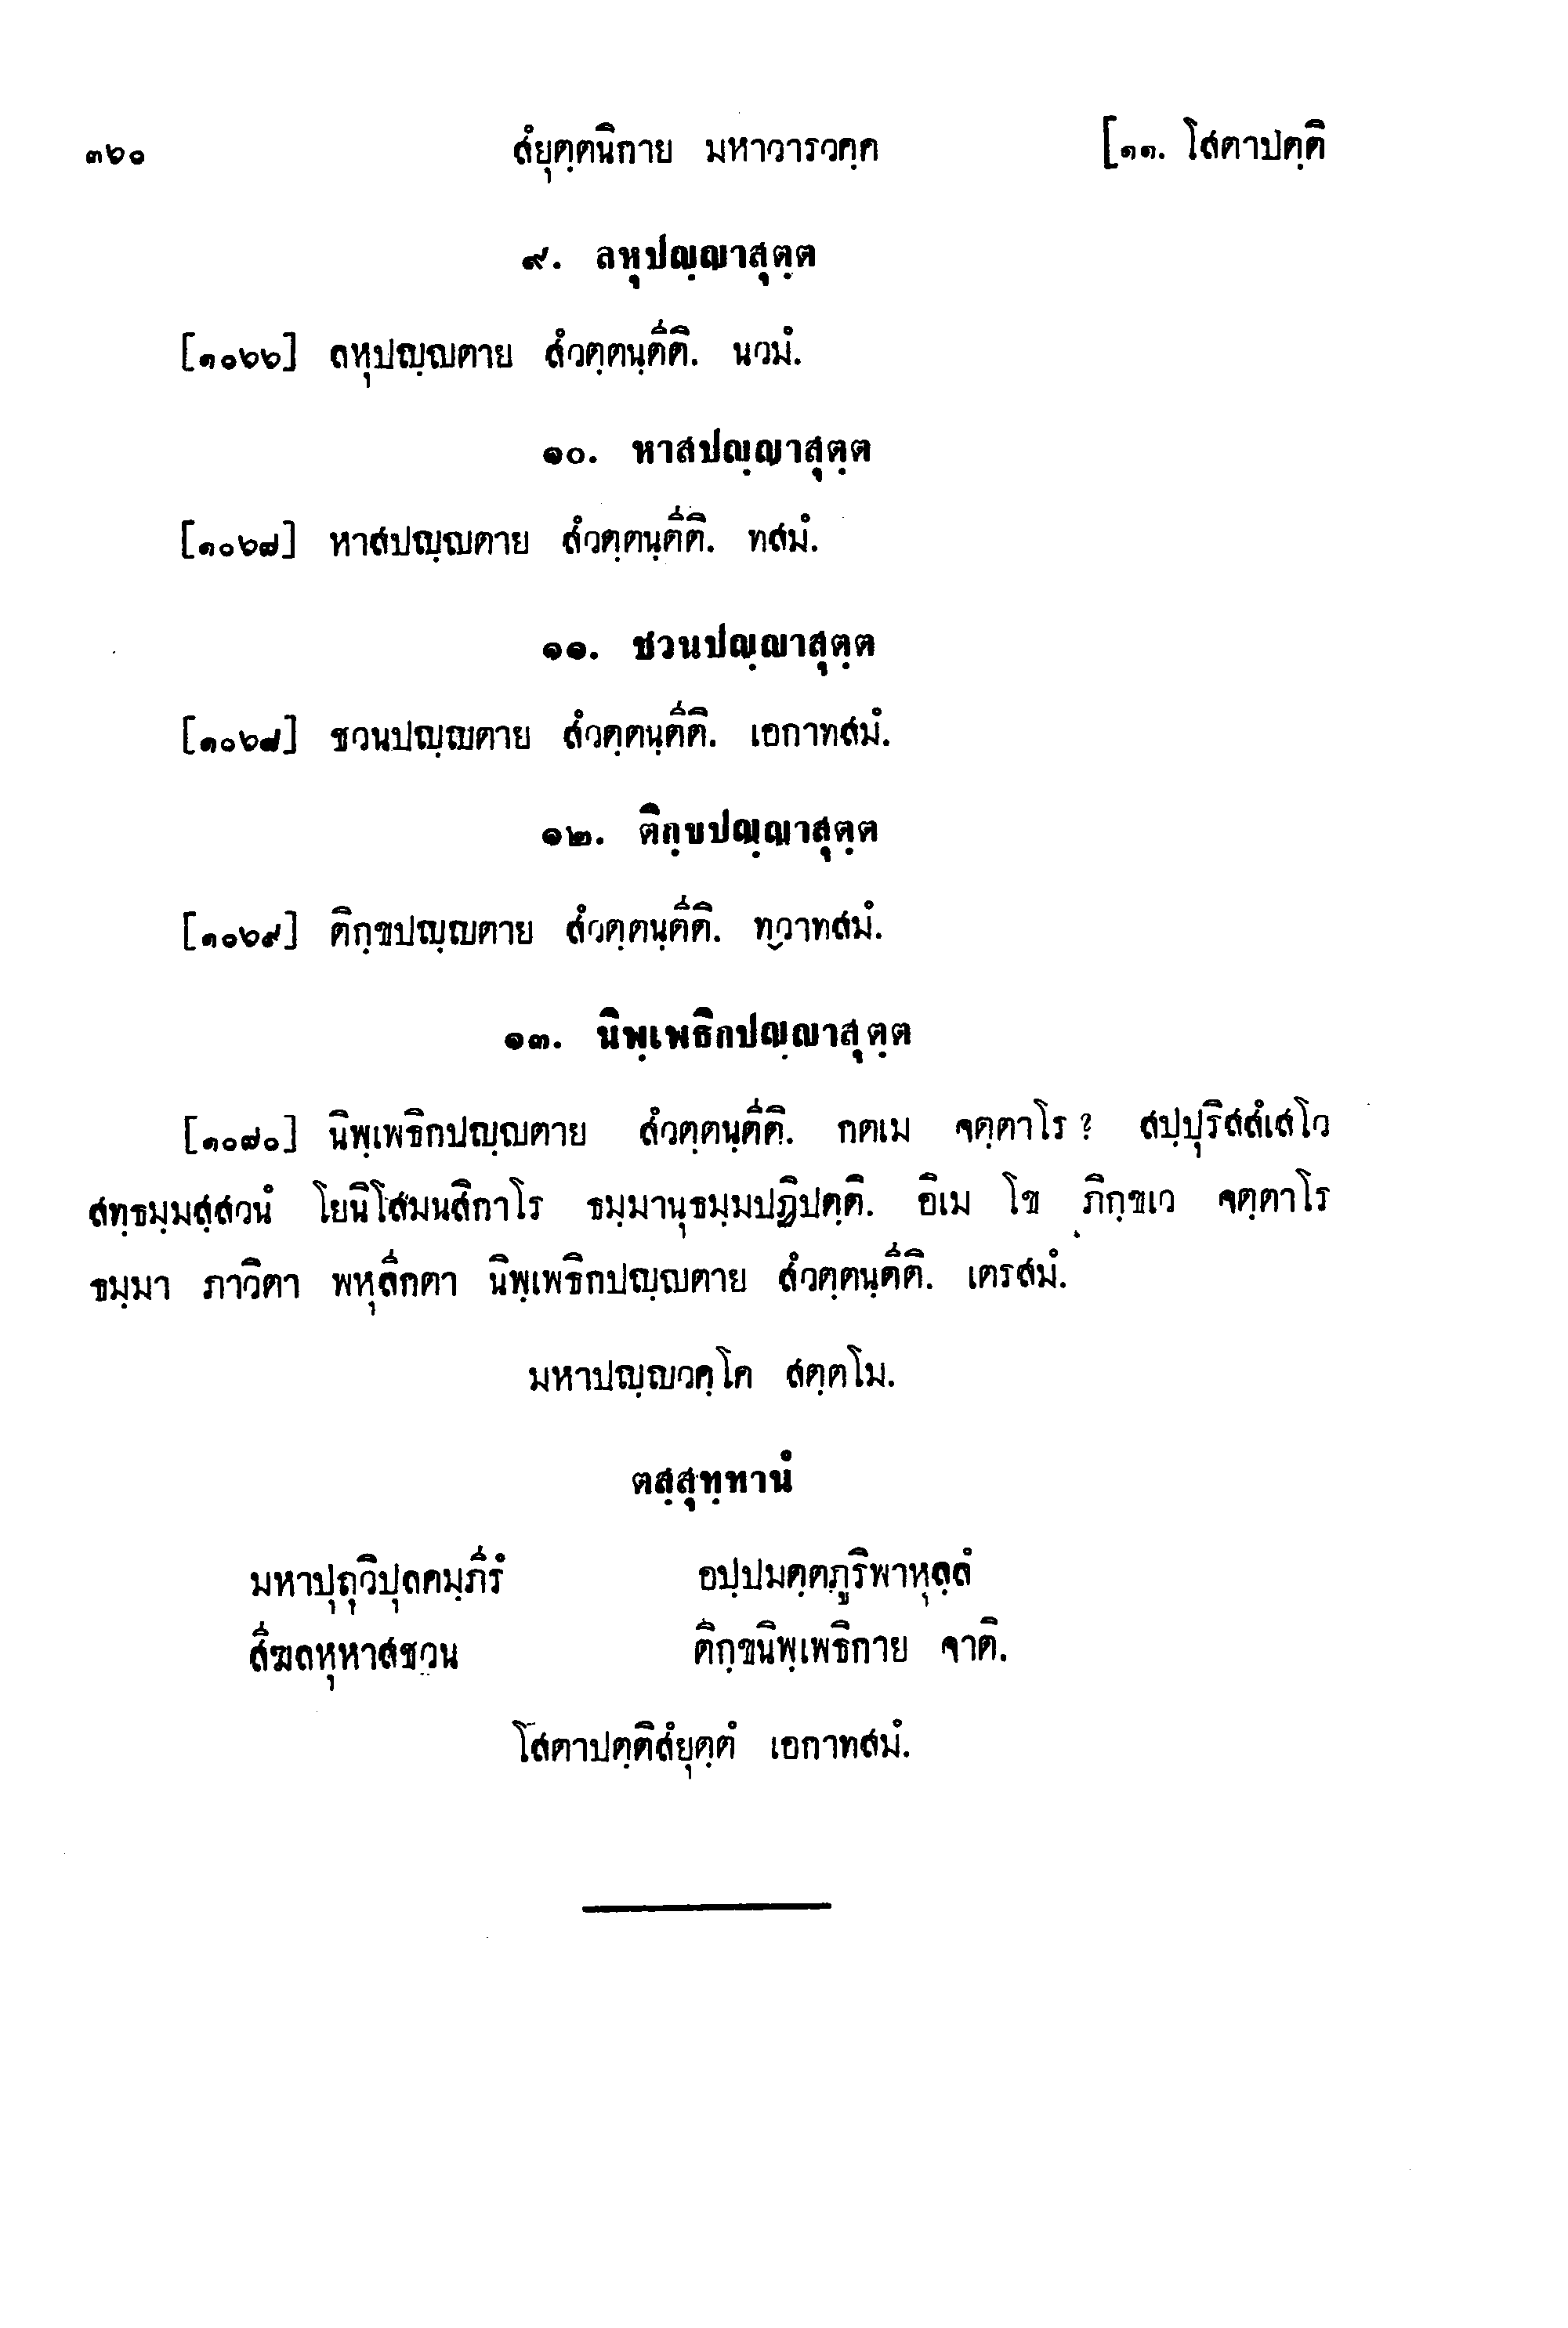 ๓๖๐ สํยุตฺตนิกาย มหาวารวคฺค [๑๑. โสตาปตฺติ
๙. ลหุปญฺญาสุตฺต
[๑๐๖๖] ลหุปญฺญตาย สํวตฺตนฺตีติ. นวมํ.
๑๐. หาสปญฺญาสุตฺต
[๑๐๖๗] หาสปญฺญตาย สํวตฺตนฺตีติ. ทสมํ.
๑๑. ชวนปญฺญาสุตฺต
[๑๐๖๘] ชวนปญฺญตาย สํวตฺตนฺตีติ. เอกาทสมํ.
๑๒. ติกฺขปญฺญาสุตฺต
[๑๐๖๙] ติกฺขปญฺญตาย สํวตฺตนฺตีติ. ทฺวาทสมํ.
๑๓. นิพฺเพธิกปญฺญาสุตฺต
[๑๐๗๐] นิพฺเพธิกปญฺญตาย สํวตฺตนฺตีติ. กตเม จตฺตาโร ? สปฺปุริสสํเสโว
สทฺธมฺมสฺสวนํ โยนิโสมนสิกาโร ธมฺมานุธมฺมปฏิปตฺติ. อิเม โข ภิกฺขเว จตฺตาโร
ธมฺมา ภาวิตา พหุลีกตา นิพฺเพธิกปญฺญตาย สํวตฺตนฺตีติ. เตรสมํ.
มหาปญฺญวคฺโค สตฺตโม.
ตสฺสุทฺทานํ
มหาปุถุวิปุลคมฺภีรํ อปฺปมตฺตภูริพาหุลฺลํ
สีฆลหุหาสชวน ติกฺขนิพฺเพธิกาย จาติ.
โสตาปตฺติสํยุตฺตํ เอกาทสมํ.